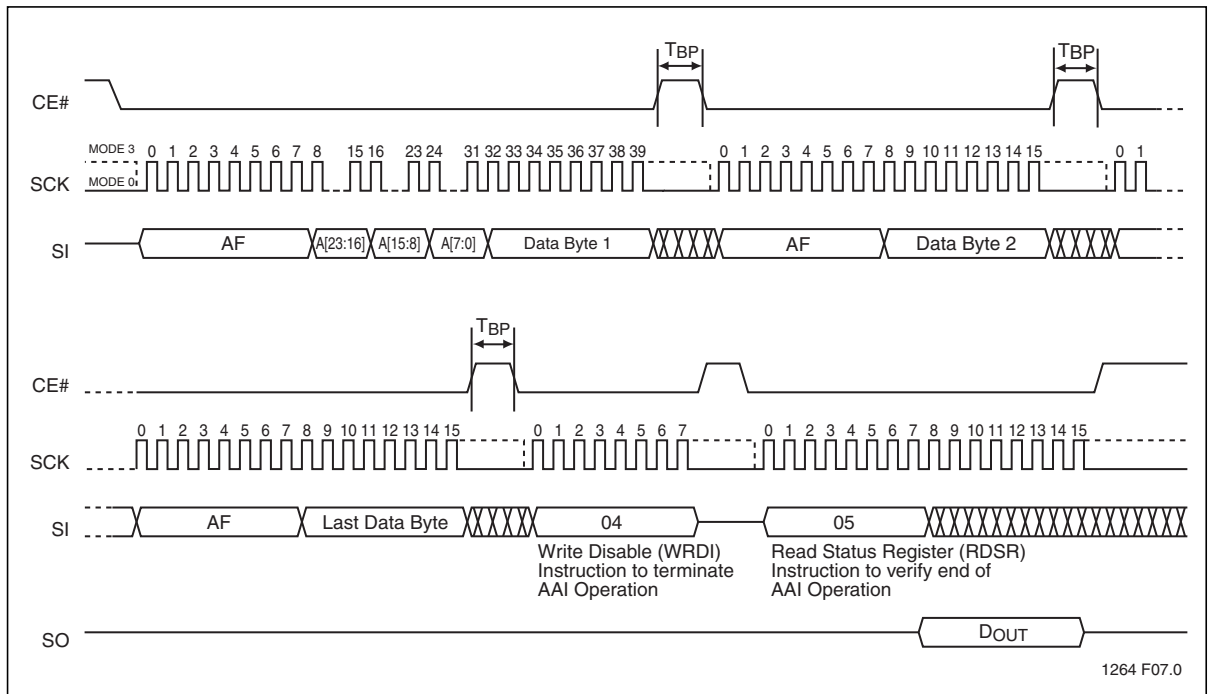 TBP TBP
CE#
MODE 3 0 1 2 3 4 5 6 7 8 15 16 23 24 31 32 33 34 35 36 37 38 39 0 1 2 3 4 5 6 7 8 9 10 11 12 13 14 15 0 1
SCK MODE 0
SI AF A[23:16] A[15:8] A[7:0] Data Byte 1 AF Data Byte 2
TBP
CE#
0 1 2 3 4 5 6 7 8 9 10 11 12 13 14 15 0 1 2 3 4 5 6 7 0 1 2 3 4 5 6 7 8 9 10 11 12 13 14 15
SCK
SI AF Last Data Byte 04 05
Write Disable (WRDI)
Instruction to terminate
AAI Operation
Read Status Register (RDSR)
Instruction to verify end of
AAI Operation
SO DOUT
1264 F07.0